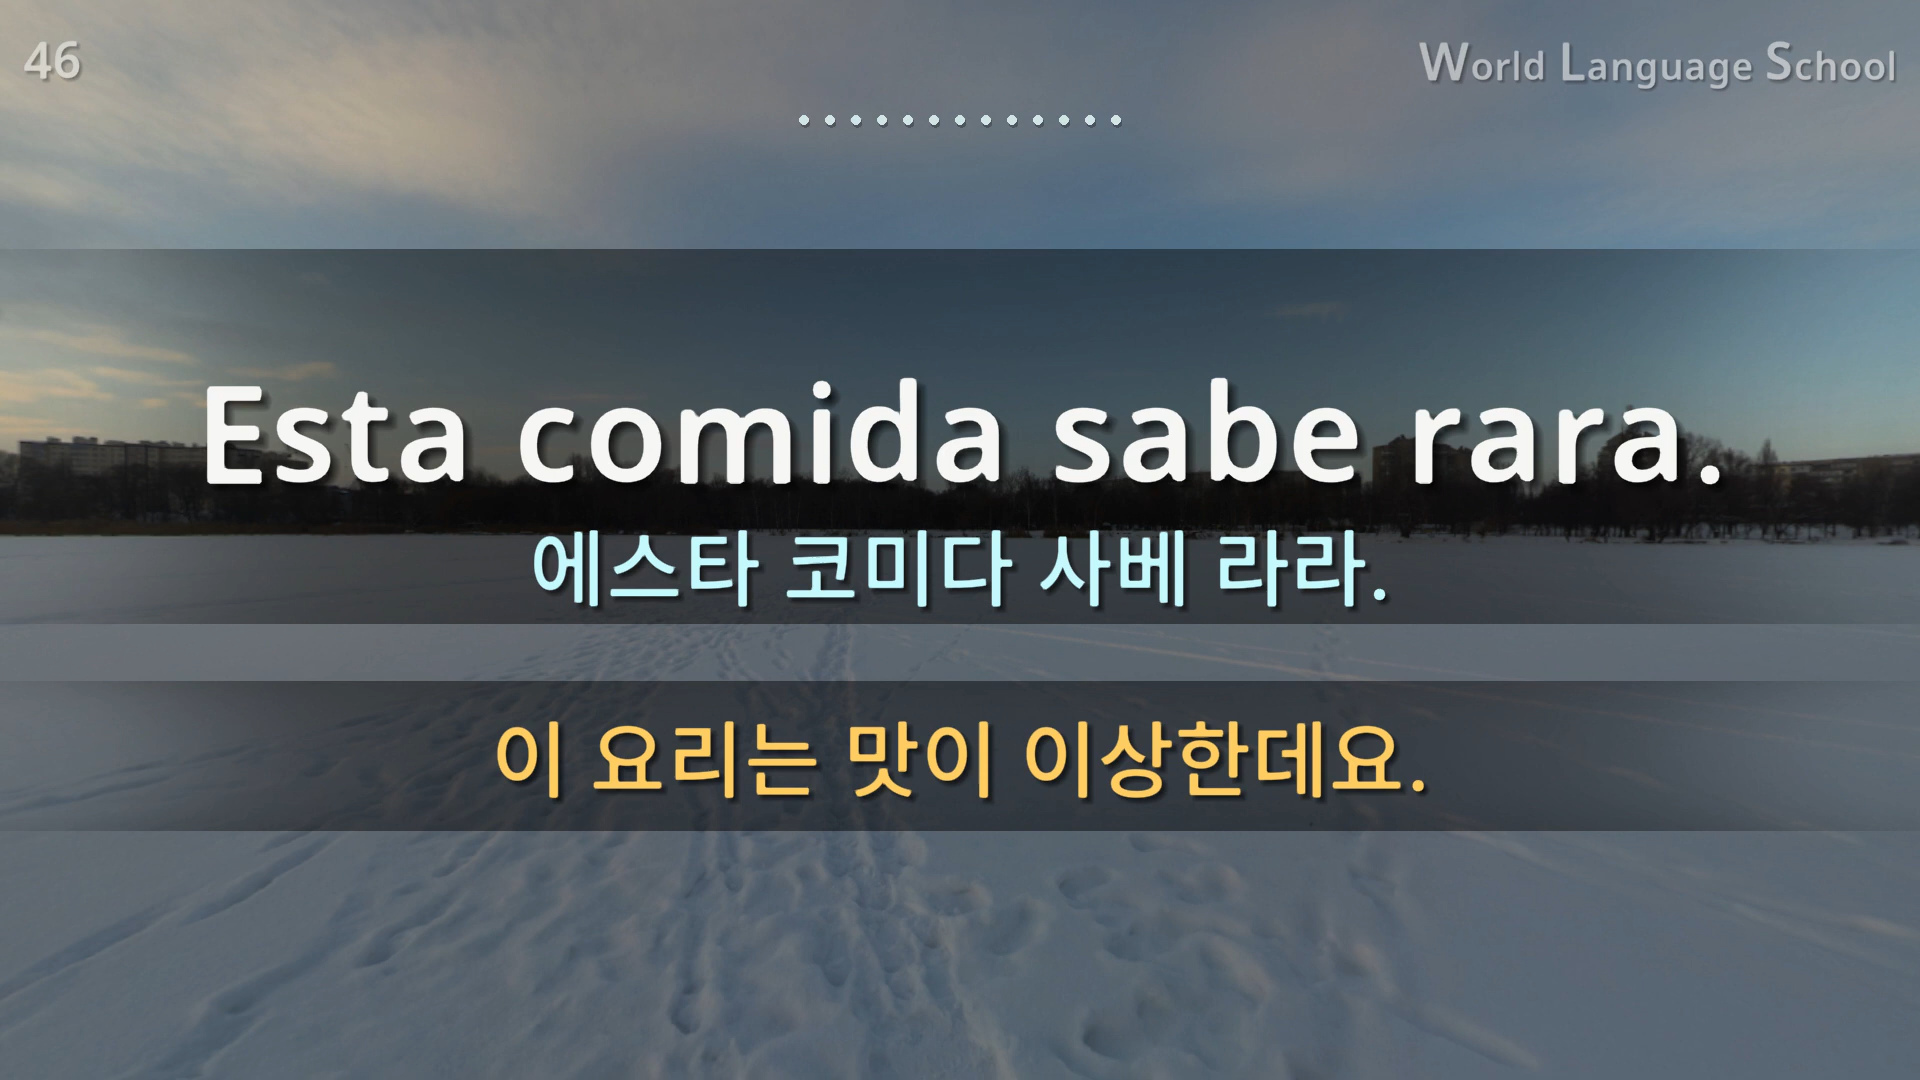 46
World Language School
Esta comida sabe rara.
에스타 코미다 사베 라라.
이 요리는 맛이 이상한데요.